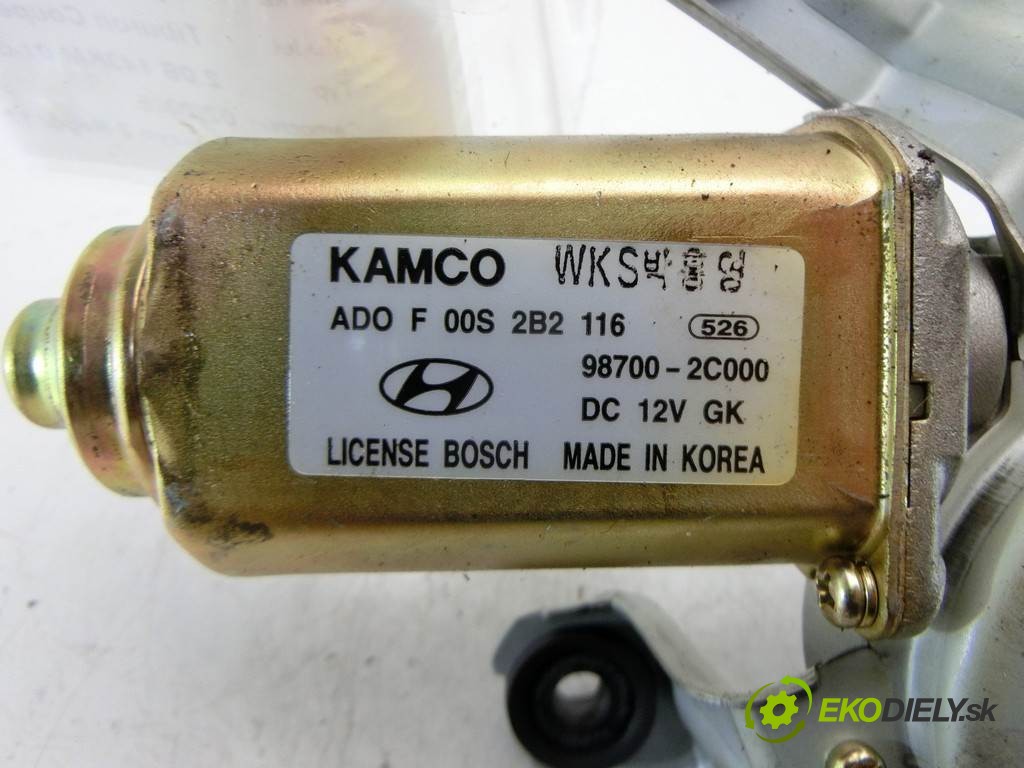 KAMCO WKS
ADO F 00S 2B2 116 526
98700-2C000
DC 12V GK
LICENSE BOSCH MADE IN KOREA
EKODIELY.sk